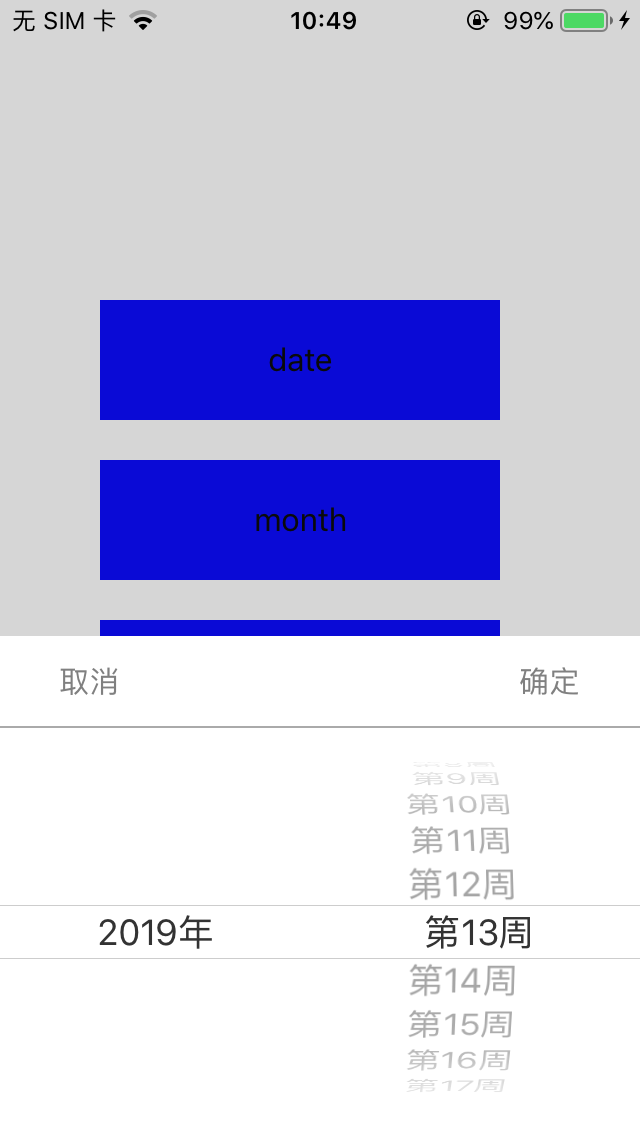 无 SIM 卡 10:49 99%
date
month
取消 确定
第9周
第10周
第11周
第12周
2019年 第13周
第14周
第15周
第16周
第17周